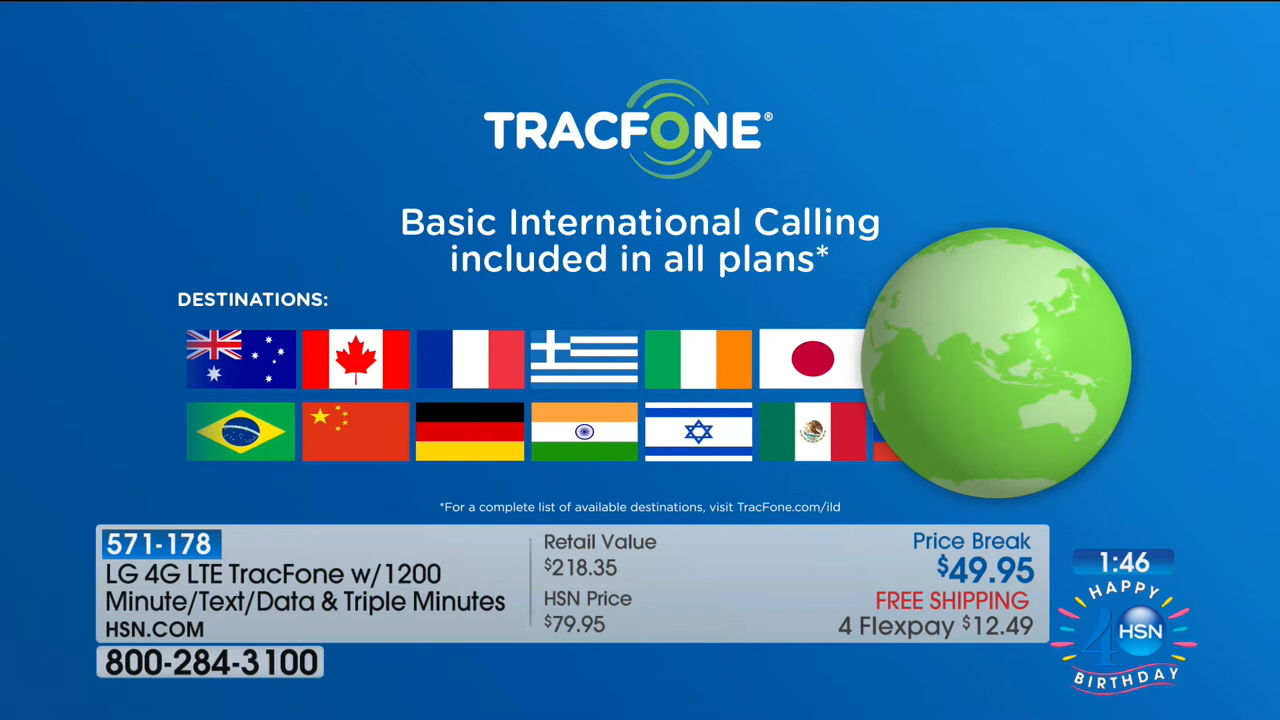 TRACFONE®
Basic International Calling
included in all plans*
DESTINATIONS:
*For a complete list of available destinations, visit TracFone.com/ild
571-178
LG 4G LTE TracFone w/1200
Minute/Text/Data & Triple Minutes
HSN.COM
800-284-3100
Retail Value
$218.35
HSN Price
$79.95
Price Break
$49.95
FREE SHIPPING
4 Flexpay $12.49
1:46
HAPPY
40 HSN
BIRTHDAY